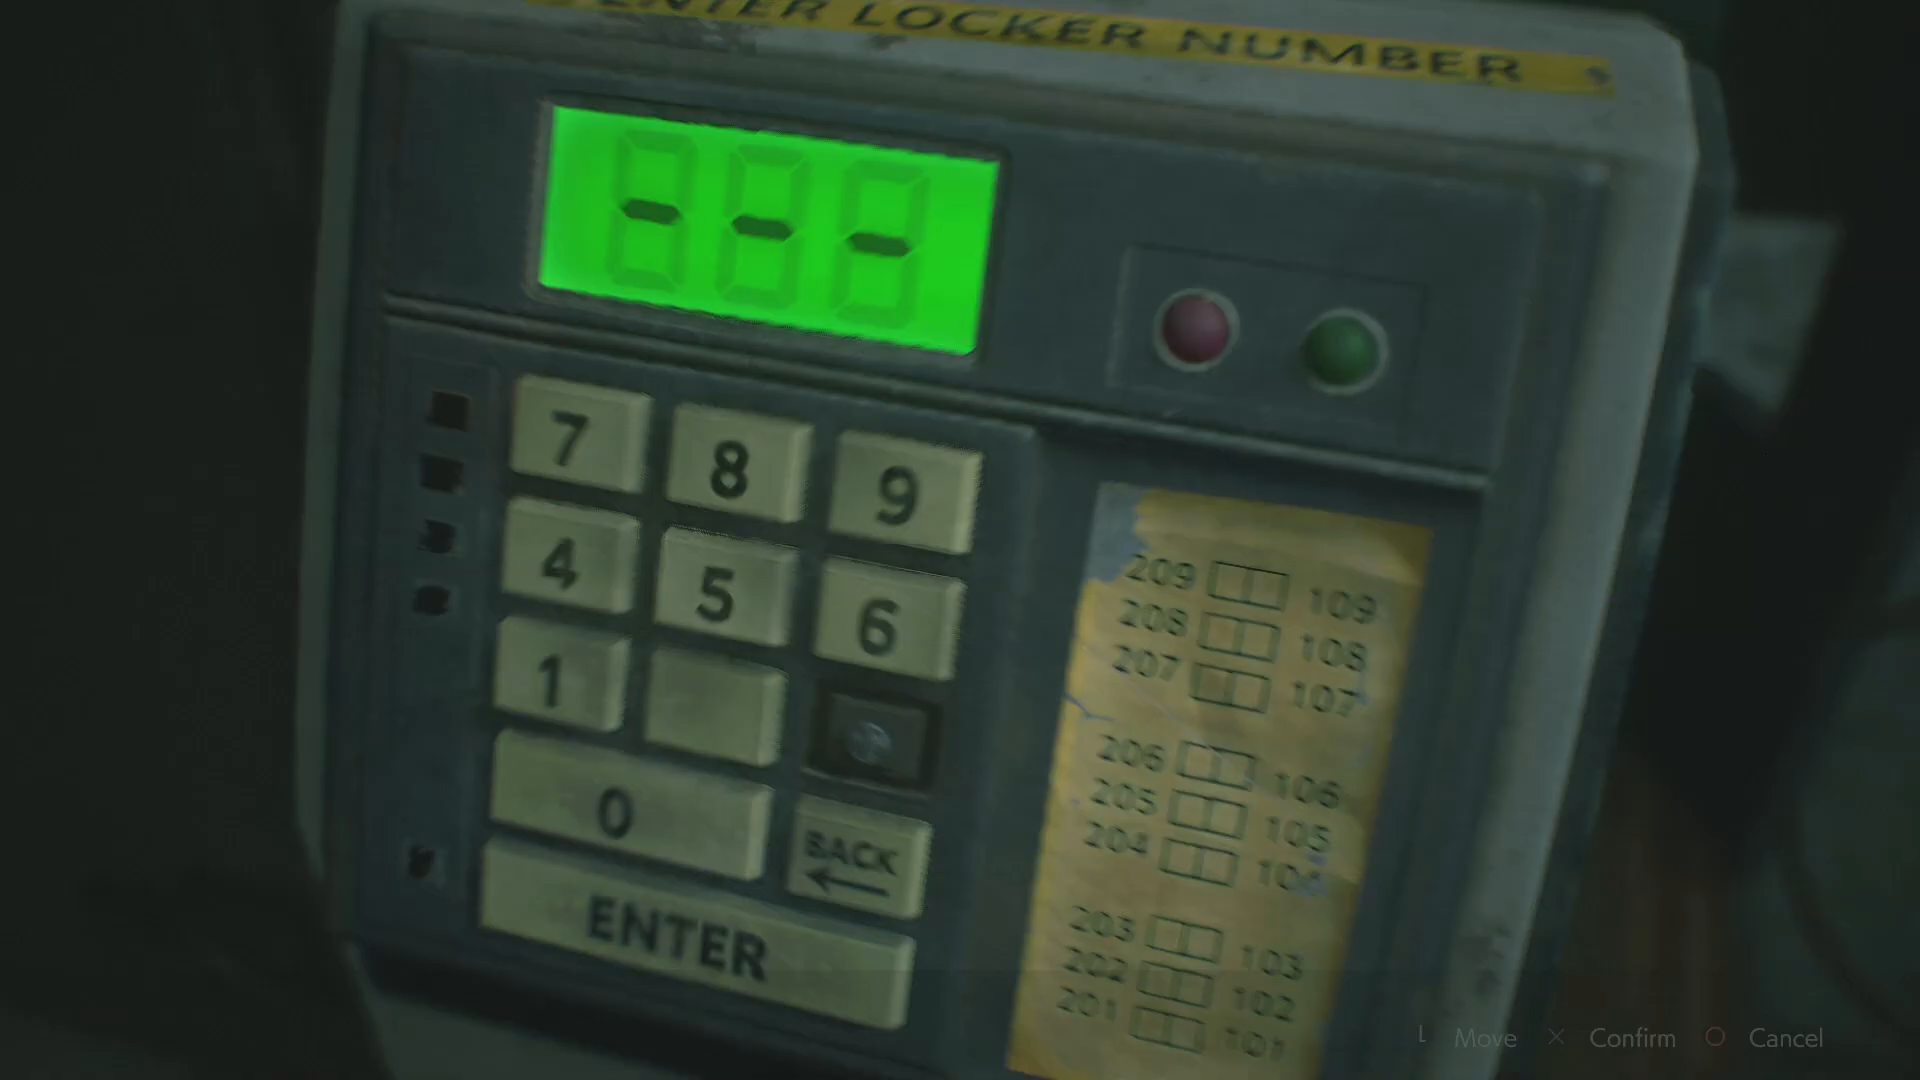 ENTER LOCKER NUMBER
---
7 8 9
4 5 6
1
0 BACK
ENTER
209 109
208 108
207 107
206 106
205 105
204 104
203 103
202 102
201 101
L Move X Confirm O Cancel